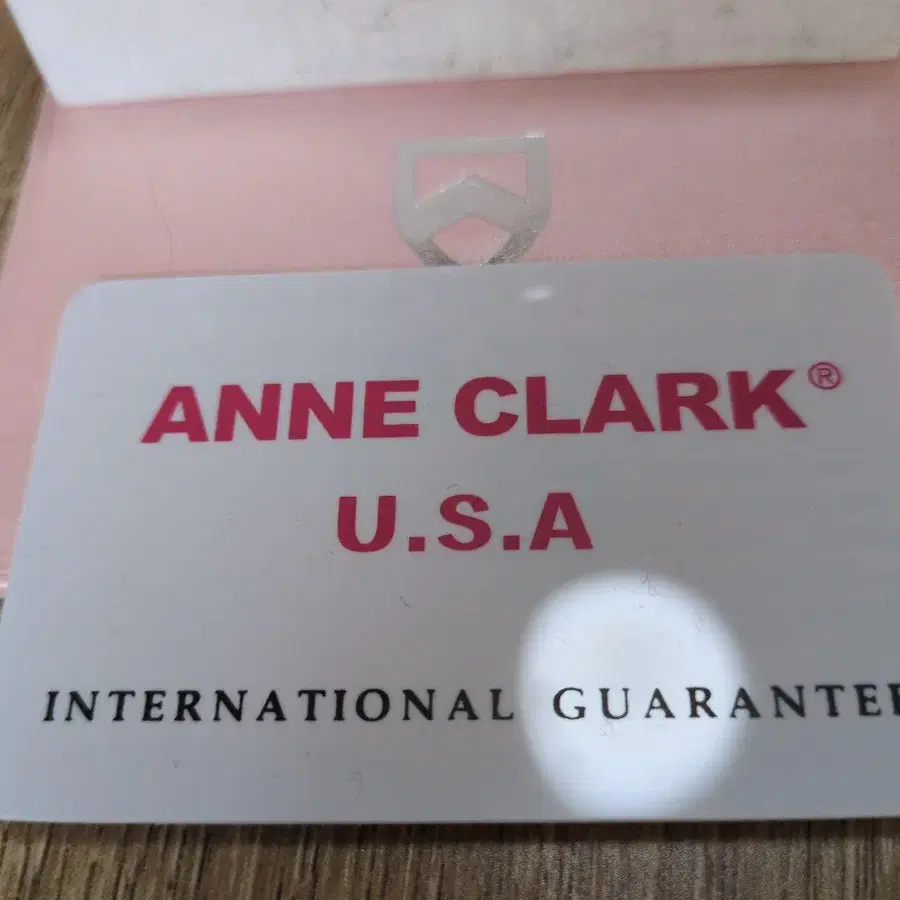 ANNE CLARK®
U.S.A
INTERNATIONAL GUARANTEE